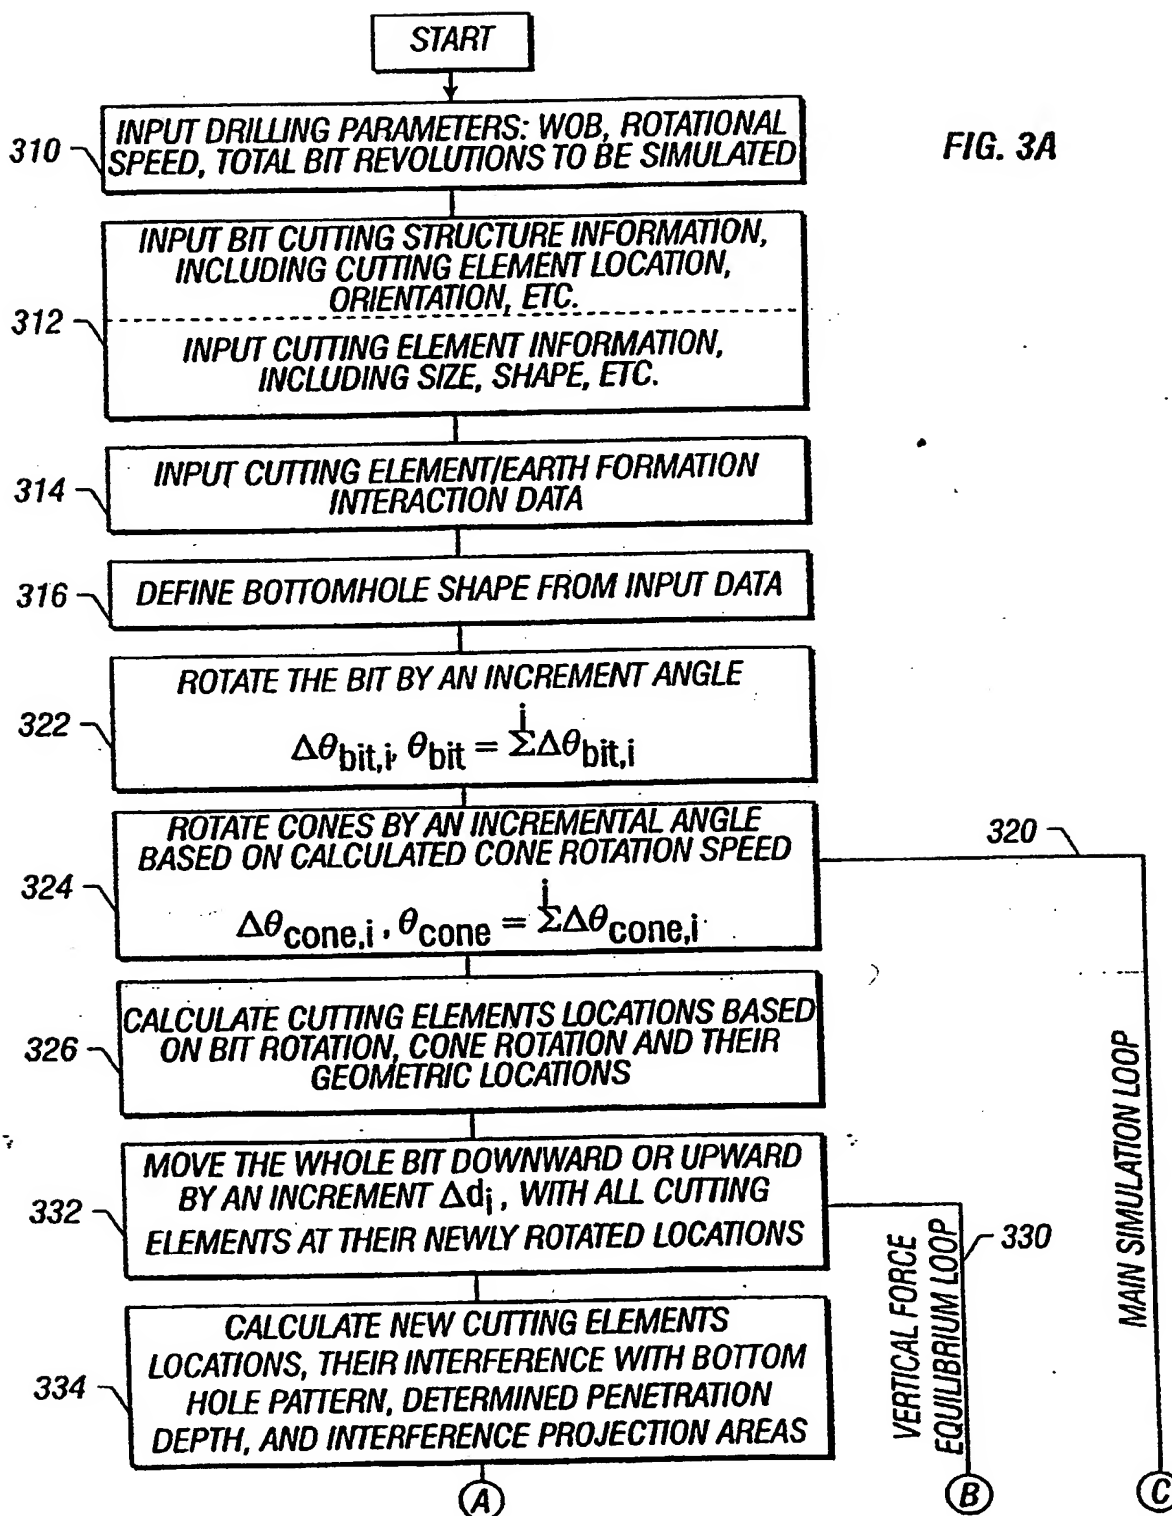 START
FIG. 3A
310
INPUT DRILLING PARAMETERS: WOB, ROTATIONAL
SPEED, TOTAL BIT REVOLUTIONS TO BE SIMULATED
312
INPUT BIT CUTTING STRUCTURE INFORMATION,
INCLUDING CUTTING ELEMENT LOCATION,
ORIENTATION, ETC.
INPUT CUTTING ELEMENT INFORMATION,
INCLUDING SIZE, SHAPE, ETC.
314
INPUT CUTTING ELEMENT/EARTH FORMATION
INTERACTION DATA
316
DEFINE BOTTOMHOLE SHAPE FROM INPUT DATA
322
ROTATE THE BIT BY AN INCREMENT ANGLE
Δθbit,i, θbit = i Σ Δθbit,i
324
ROTATE CONES BY AN INCREMENTAL ANGLE
BASED ON CALCULATED CONE ROTATION SPEED
Δθcone,i, θcone = i Σ Δθcone,i
320
326
CALCULATE CUTTING ELEMENTS LOCATIONS BASED
ON BIT ROTATION, CONE ROTATION AND THEIR
GEOMETRIC LOCATIONS
332
MOVE THE WHOLE BIT DOWNWARD OR UPWARD
BY AN INCREMENT Δdi, WITH ALL CUTTING
ELEMENTS AT THEIR NEWLY ROTATED LOCATIONS
330
334
CALCULATE NEW CUTTING ELEMENTS
LOCATIONS, THEIR INTERFERENCE WITH BOTTOM
HOLE PATTERN, DETERMINED PENETRATION
DEPTH, AND INTERFERENCE PROJECTION AREAS
VERTICAL FORCE
EQUILIBRIUM LOOP
MAIN SIMULATION LOOP
A
B
C